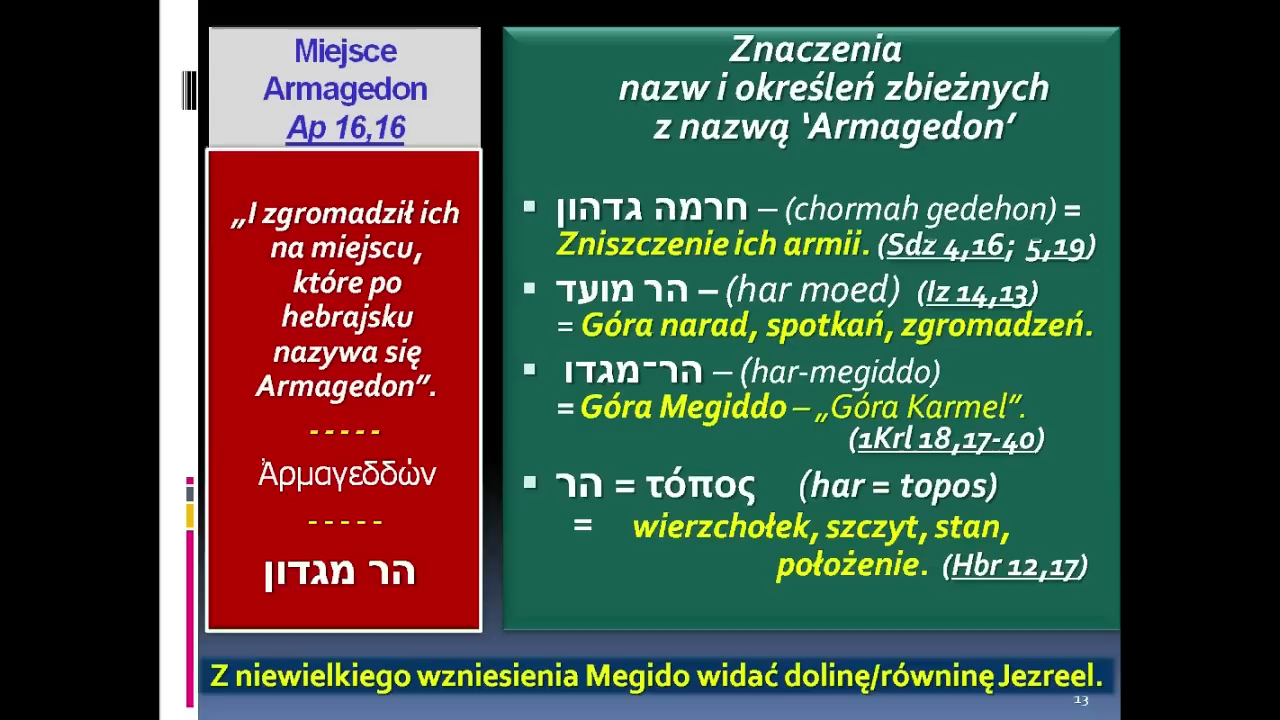 Miejsce
Armagedon
Ap 16,16
„I zgromadził ich
na miejscu,
które po
hebrajsku
nazywa się
Armagedon”.
- - - - -
Ἁρμαγεδδών
- - - - -
הר מגדון
Znaczenia
nazw i określeń zbieżnych
z nazwą ‘Armagedon’
▪ חרמה גדהון – (chormah gedehon) =
Zniszczenie ich armii. (Sdz 4,16; 5,19)
▪ הר מועד – (har moed) (Iz 14,13)
= Góra narad, spotkań, zgromadzeń.
▪ הר־מגדו – (har-megiddo)
= Góra Megiddo – „Góra Karmel”.
(1Krl 18,17-40)
▪ הר = τόπος (har = topos)
= wierzchołek, szczyt, stan,
położenie. (Hbr 12,17)
Z niewielkiego wzniesienia Megido widać dolinę/równinę Jezreel.
13